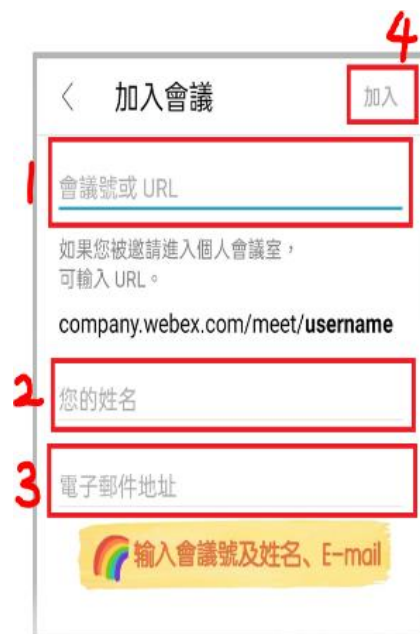 4
加入會議 加入
1 會議號或 URL
如果您被邀請進入個人會議室，
可輸入 URL。
company.webex.com/meet/username
2 您的姓名
3 電子郵件地址
輸入會議號及姓名、E-mail